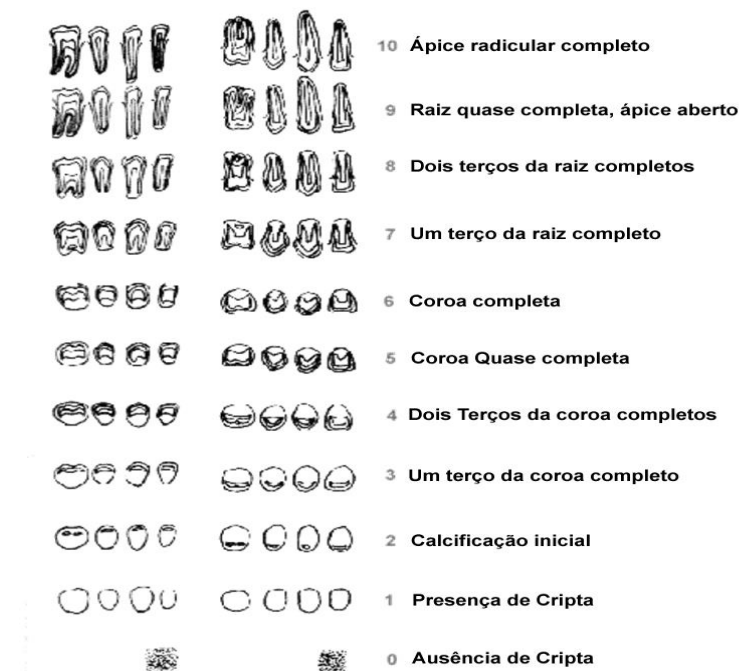 10 Ápice radicular completo
9 Raiz quase completa, ápice aberto
8 Dois terços da raiz completos
7 Um terço da raiz completo
6 Coroa completa
5 Coroa Quase completa
4 Dois Terços da coroa completos
3 Um terço da coroa completo
2 Calcificação inicial
1 Presença de Cripta
0 Ausência de Cripta